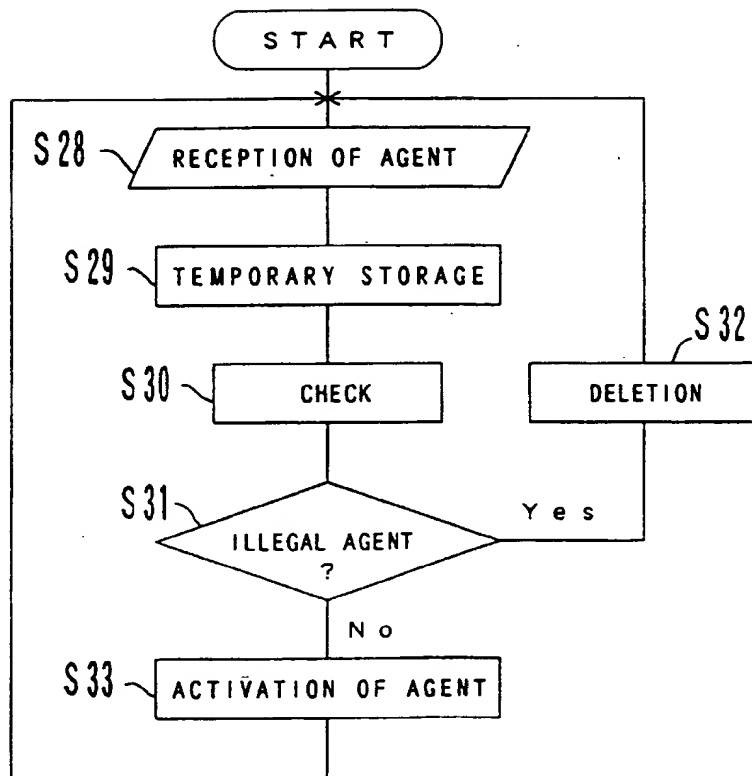 START
S28
RECEPTION OF AGENT
S29
TEMPORARY STORAGE
S32
S30
CHECK
DELETION
S31
ILLEGAL AGENT
?
Yes
No
S33
ACTIVATION OF AGENT